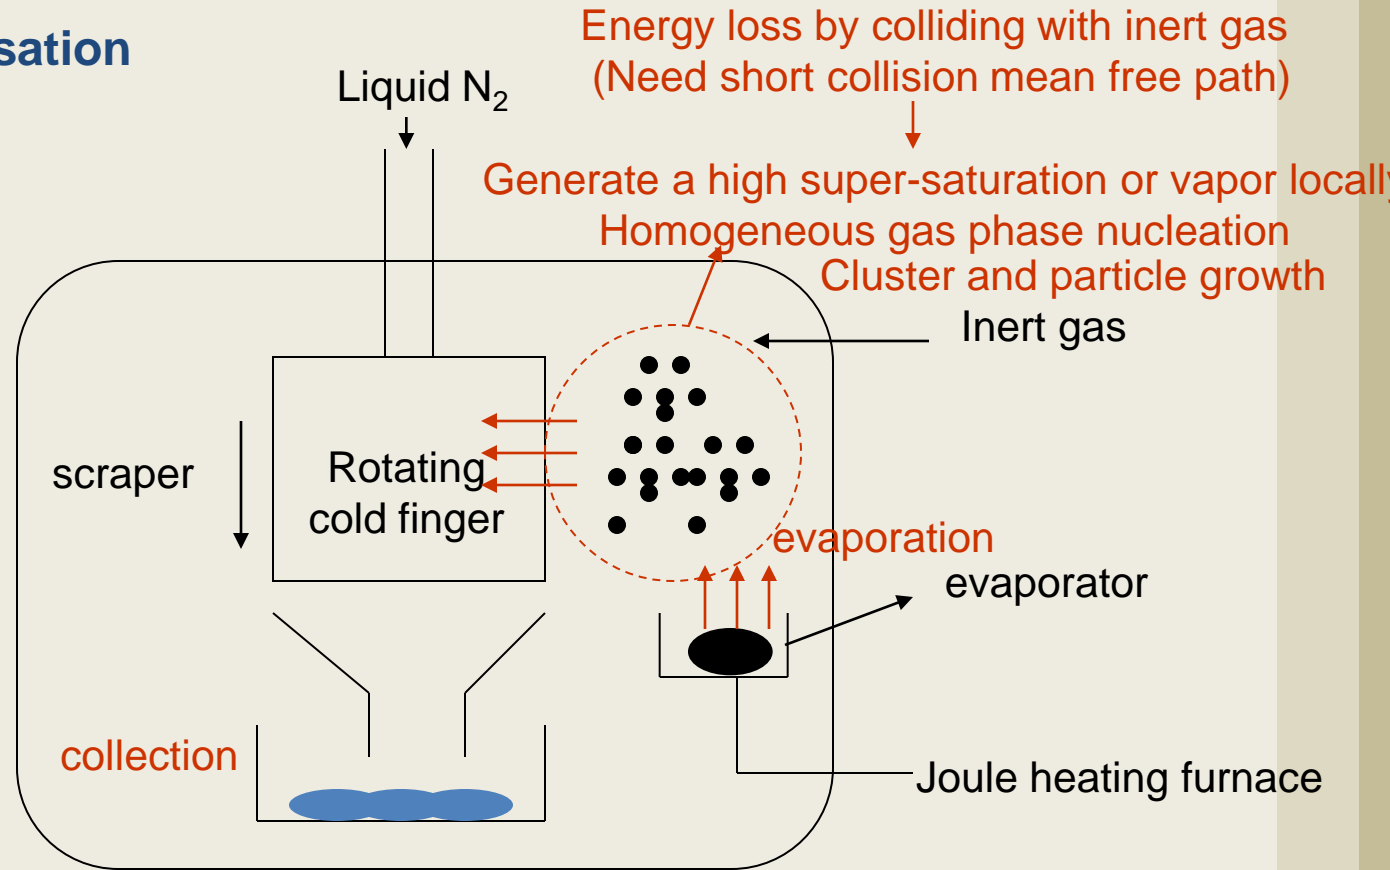 sation
Energy loss by colliding with inert gas
(Need short collision mean free path)
Liquid N₂
Generate a high super-saturation or vapor locally
Homogeneous gas phase nucleation
Cluster and particle growth
Inert gas
scraper
Rotating
cold finger
evaporation
evaporator
collection
Joule heating furnace